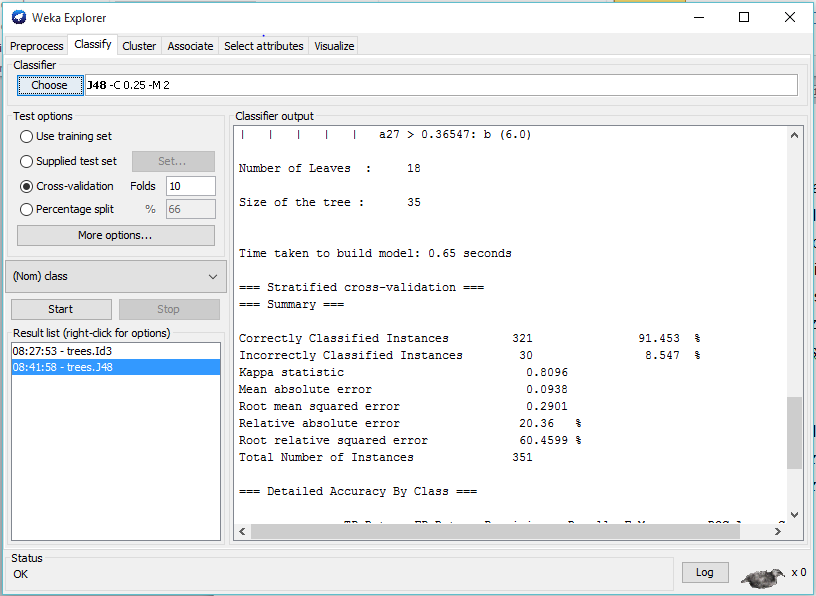 Weka Explorer
Preprocess Classify Cluster Associate Select attributes Visualize
Classifier
Choose J48 -C 0.25 -M 2
Test options
Use training set
Supplied test set Set...
Cross-validation Folds 10
Percentage split % 66
More options...
(Nom) class
Start Stop
Result list (right-click for options)
08:27:53 - trees.Id3
08:41:58 - trees.J48
Classifier output
| | | | | a27 > 0.36547: b (6.0)
Number of Leaves : 18
Size of the tree : 35
Time taken to build model: 0.65 seconds
=== Stratified cross-validation ===
=== Summary ===
Correctly Classified Instances 321 91.453 %
Incorrectly Classified Instances 30 8.547 %
Kappa statistic 0.8096
Mean absolute error 0.0938
Root mean squared error 0.2901
Relative absolute error 20.36 %
Root relative squared error 60.4599 %
Total Number of Instances 351
=== Detailed Accuracy By Class ===
Status
OK
Log x 0